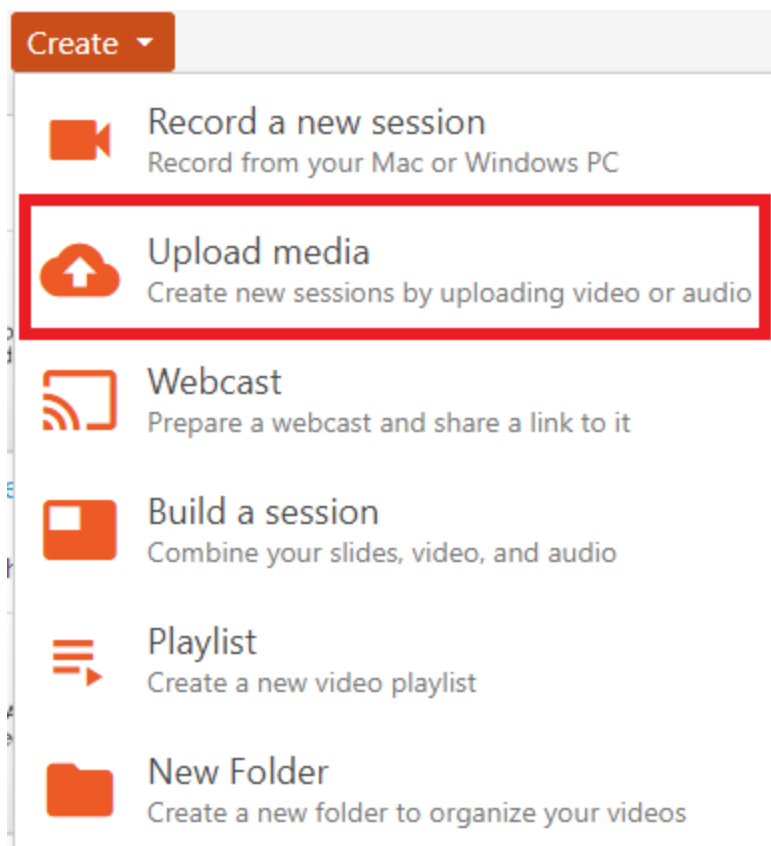 Create
Record a new session
Record from your Mac or Windows PC
Upload media
Create new sessions by uploading video or audio
Webcast
Prepare a webcast and share a link to it
Build a session
Combine your slides, video, and audio
Playlist
Create a new video playlist
New Folder
Create a new folder to organize your videos